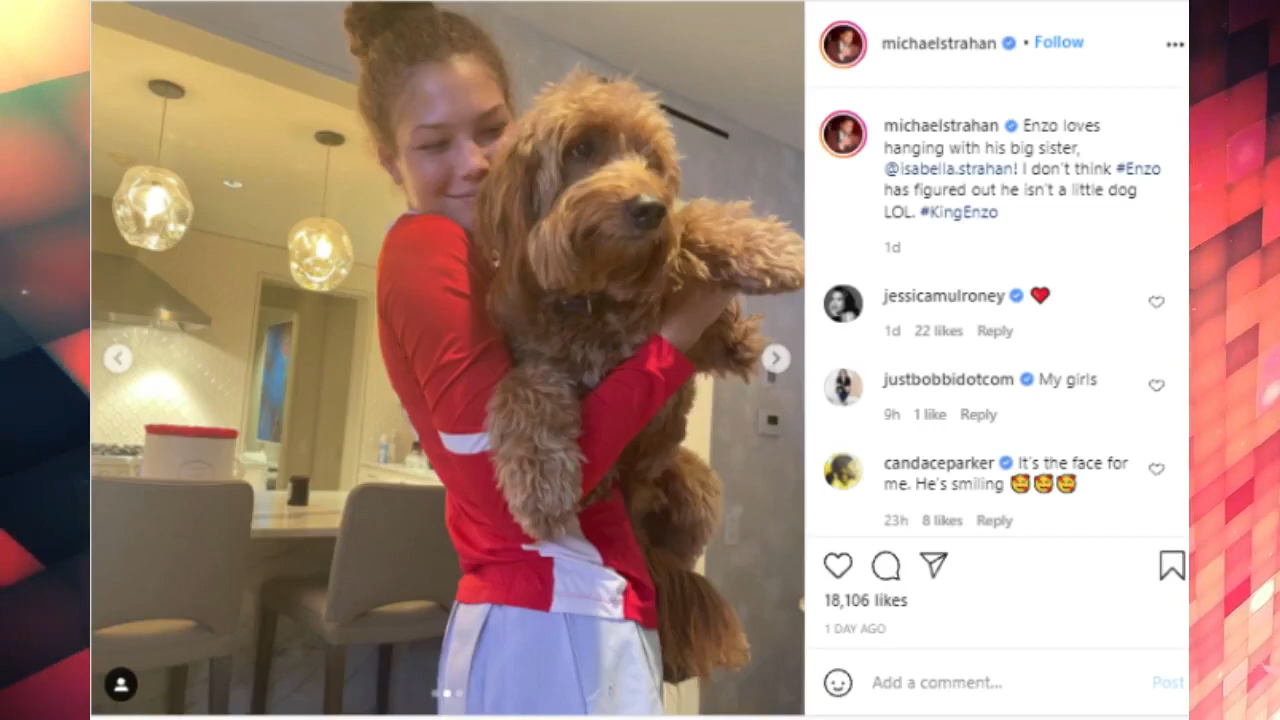 michaelstrahan • Follow
michaelstrahan Enzo loves
hanging with his big sister,
@isabella.strahan! I don't think #Enzo
has figured out he isn't a little dog
LOL. #KingEnzo
1d
jessicamulroney ❤️
1d 22 likes Reply
justbobbidotcom My girls
9h 1 like Reply
candaceparker It's the face for
me. He's smiling 🥰🥰🥰
23h 8 likes Reply
18,106 likes
1 DAY AGO
Add a comment... Post